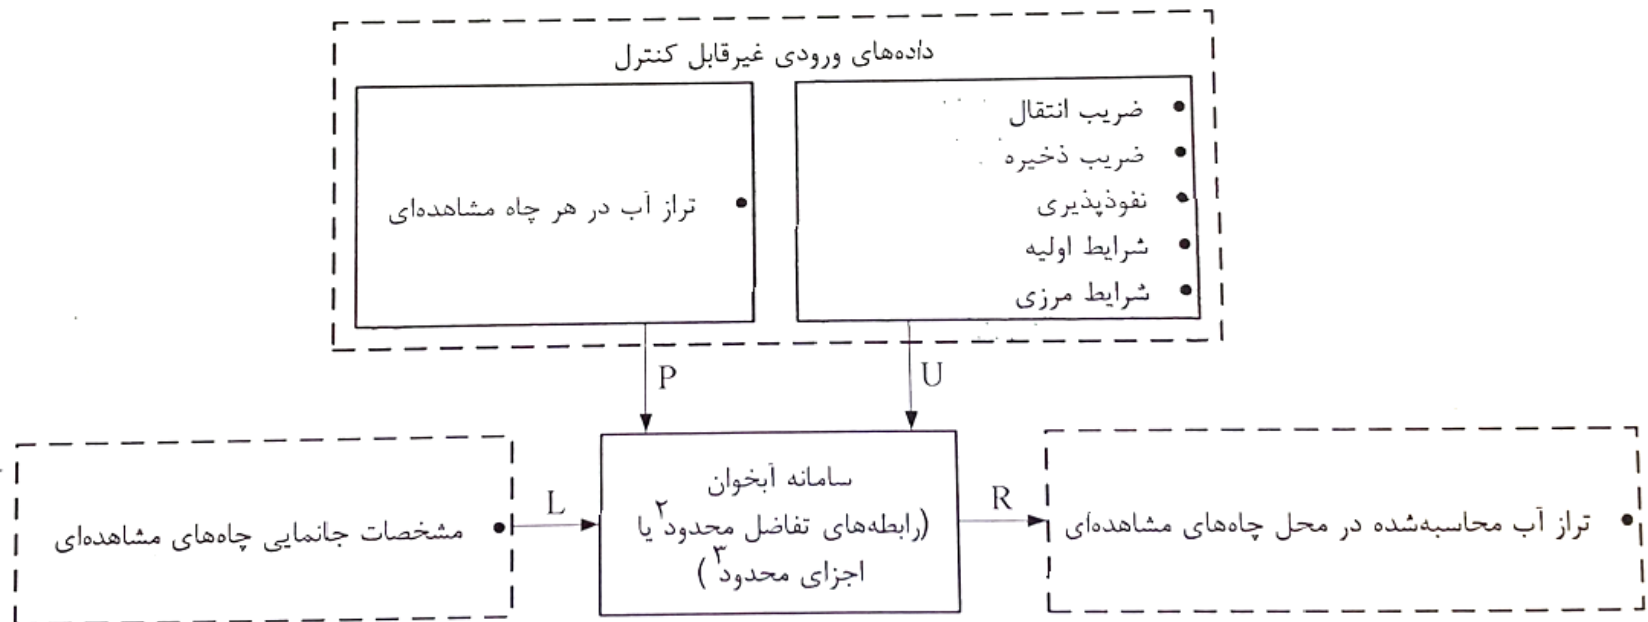 داده‌های ورودی غیرقابل کنترل
• ضریب انتقال
• ضریب ذخیره
• نفوذپذیری
• شرایط اولیه
• شرایط مرزی
• تراز آب در هر چاه مشاهده‌ای
P
U
• مشخصات جانمایی چاه‌های مشاهده‌ای
L
سامانه آبخوان
(رابطه‌های تفاضل محدود۲ یا
اجزای محدود۳)
R
• تراز آب محاسبه‌شده در محل چاه‌های مشاهده‌ای